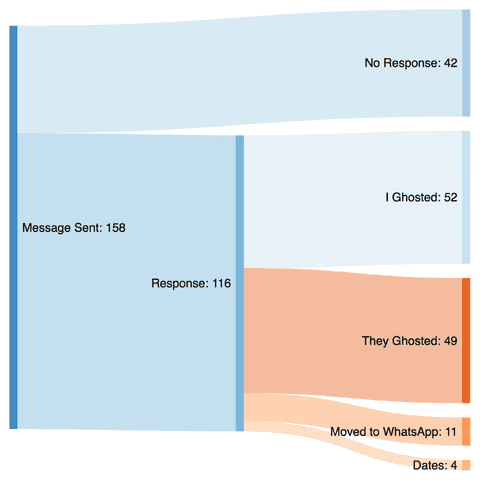 No Response: 42
I Ghosted: 52
Message Sent: 158
Response: 116
They Ghosted: 49
Moved to WhatsApp: 11
Dates: 4